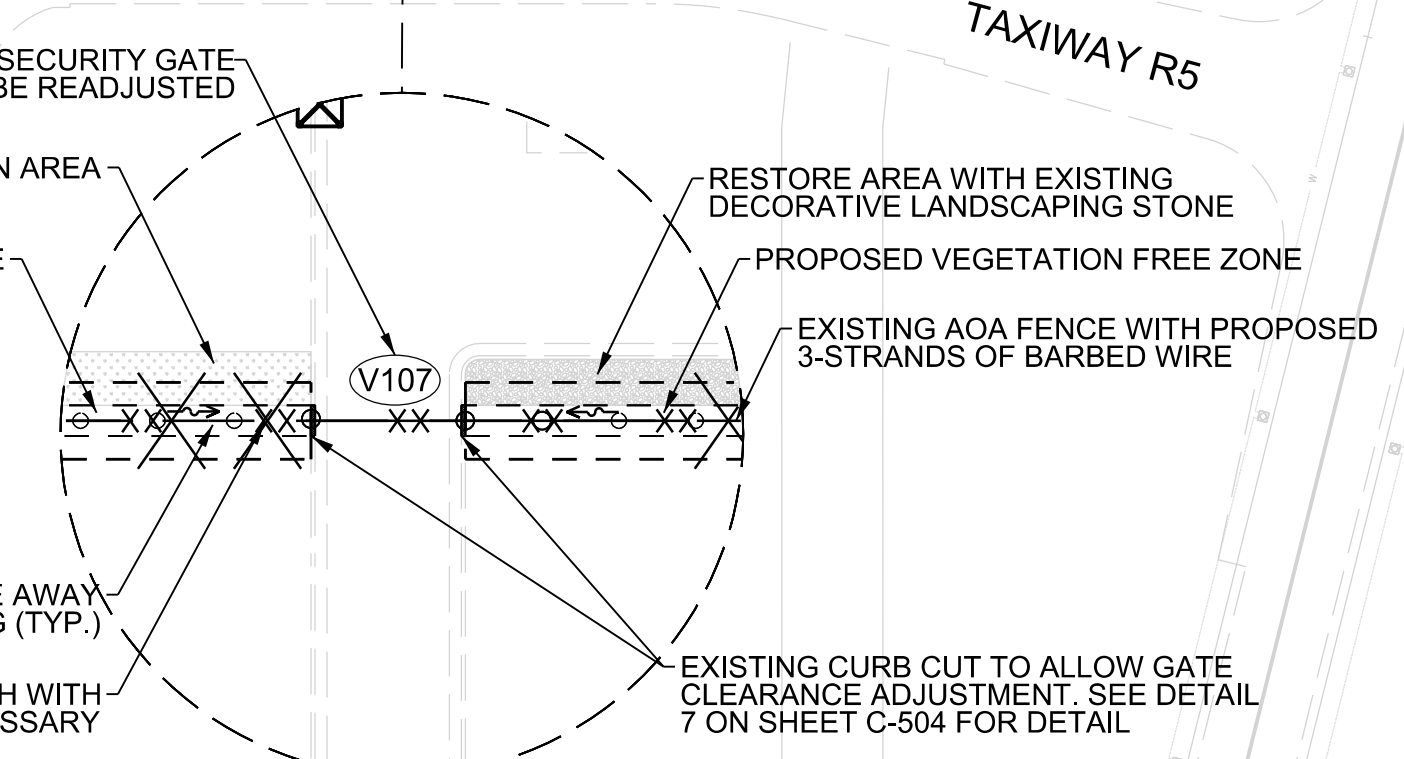 SECURITY GATE
BE READJUSTED
TAXIWAY R5
AREA
RESTORE AREA WITH EXISTING
DECORATIVE LANDSCAPING STONE
PROPOSED VEGETATION FREE ZONE
EXISTING AOA FENCE WITH PROPOSED
3-STRANDS OF BARBED WIRE
V107
AWAY
(TYP.)
WITH
EXISTING CURB CUT TO ALLOW GATE
CLEARANCE ADJUSTMENT. SEE DETAIL
7 ON SHEET C-504 FOR DETAIL
W